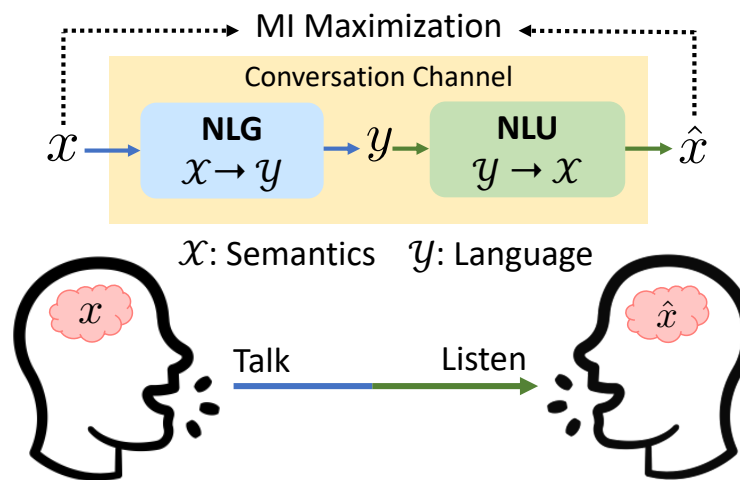 MI Maximization
Conversation Channel
x NLG y NLU x̂
𝒳 → 𝒴 𝒴 → 𝒳
𝒳: Semantics 𝒴: Language
x x̂
Talk Listen